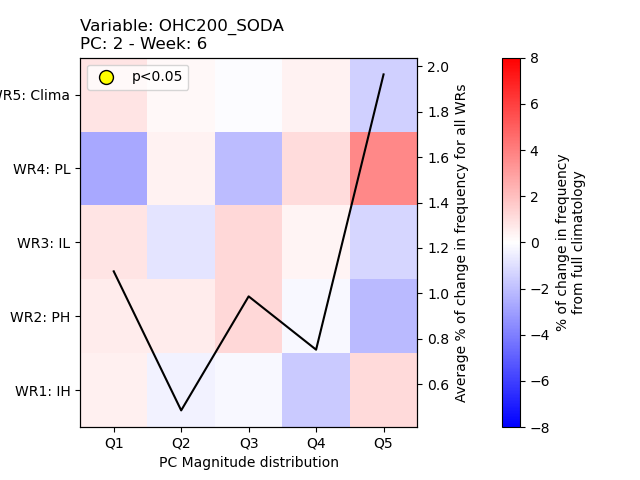 Variable: OHC200_SODA
PC: 2 - Week: 6
p<0.05
WR5: Clima
WR4: PL
WR3: IL
WR2: PH
WR1: IH
Q1 Q2 Q3 Q4 Q5
PC Magnitude distribution
2.0
1.8
1.6
1.4
1.2
1.0
0.8
0.6
Average % of change in frequency for all WRs
8
6
4
2
0
−2
−4
−6
−8
% of change in frequency
from full climatology